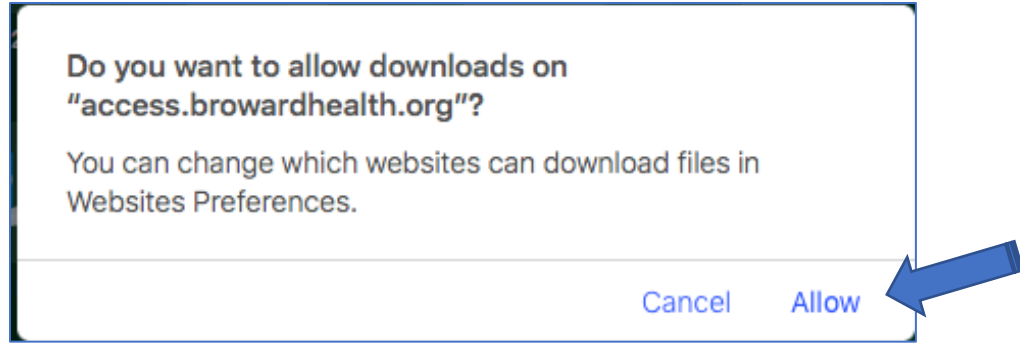 Do you want to allow downloads on
“access.browardhealth.org”?
You can change which websites can download files in
Websites Preferences.
Cancel Allow